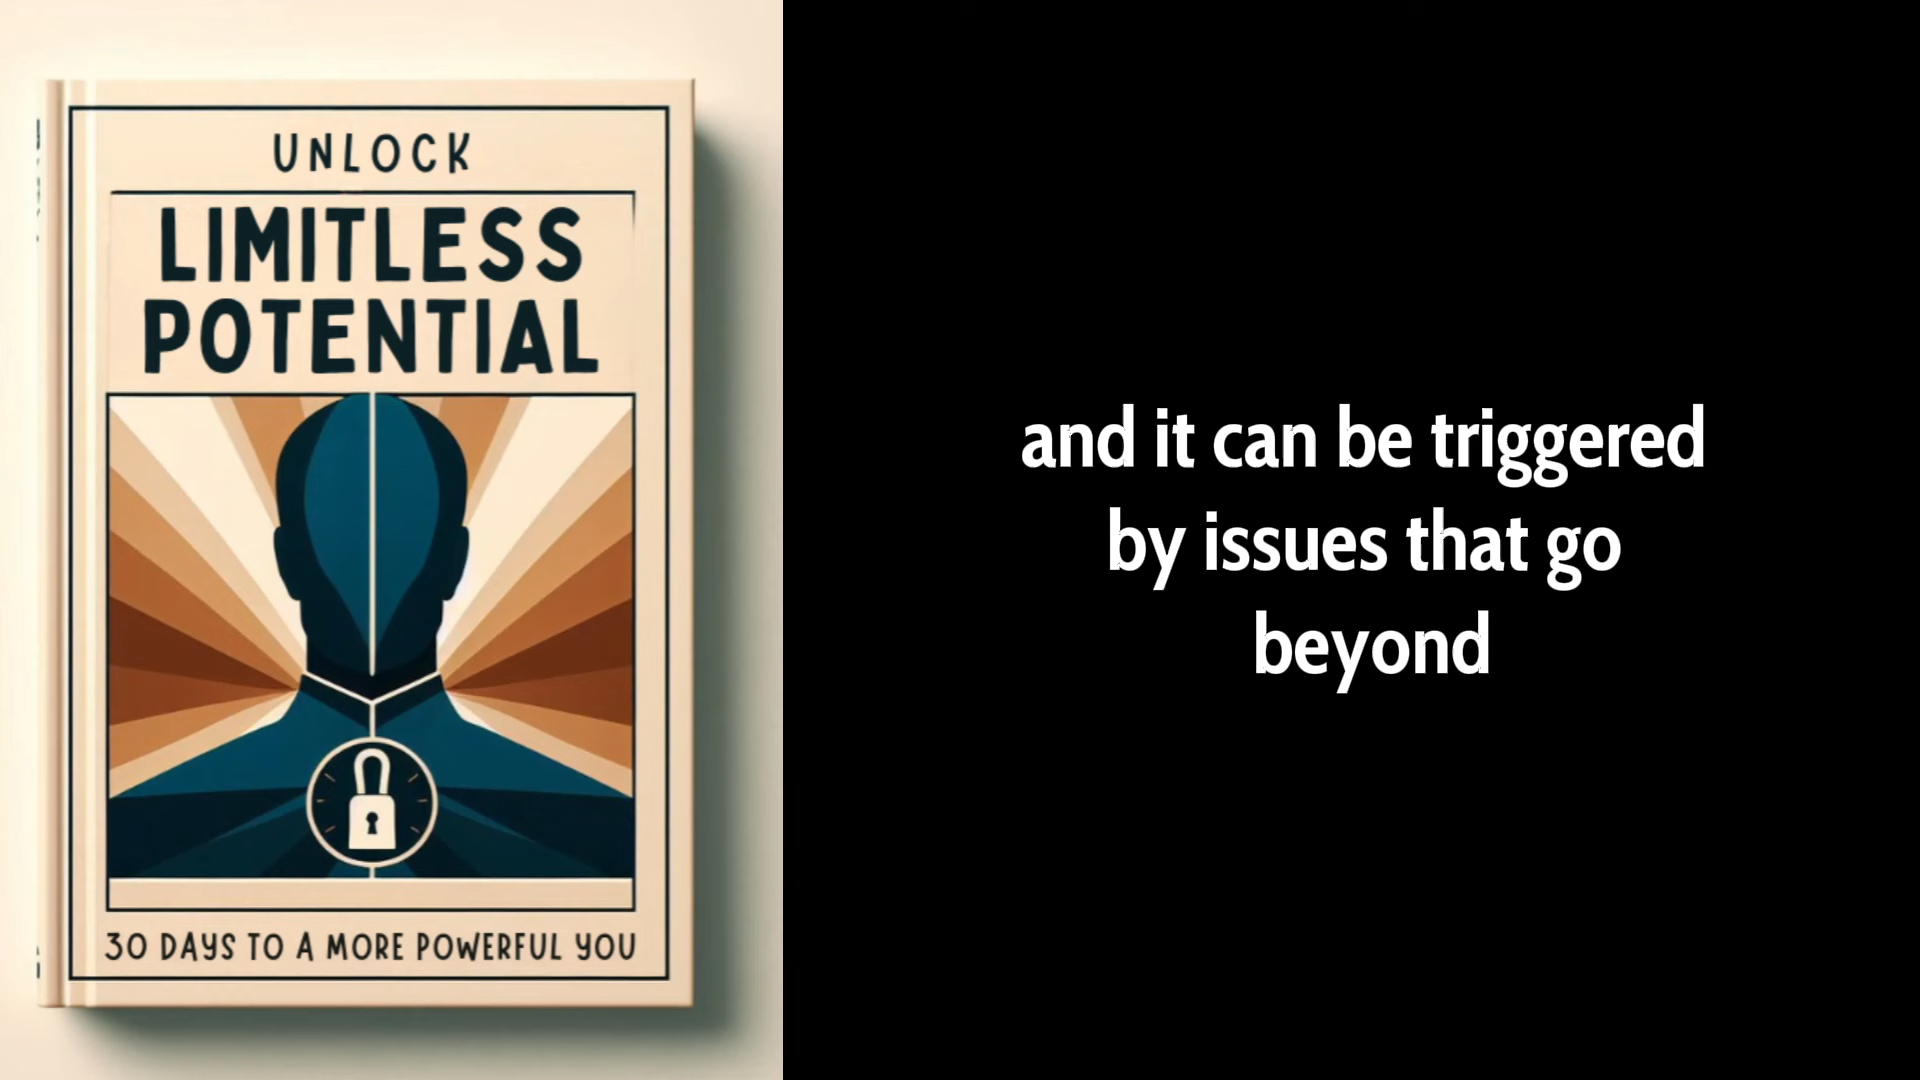 UNLOCK
LIMITLESS
POTENTIAL
30 DAYS TO A MORE POWERFUL YOU
and it can be triggered
by issues that go
beyond